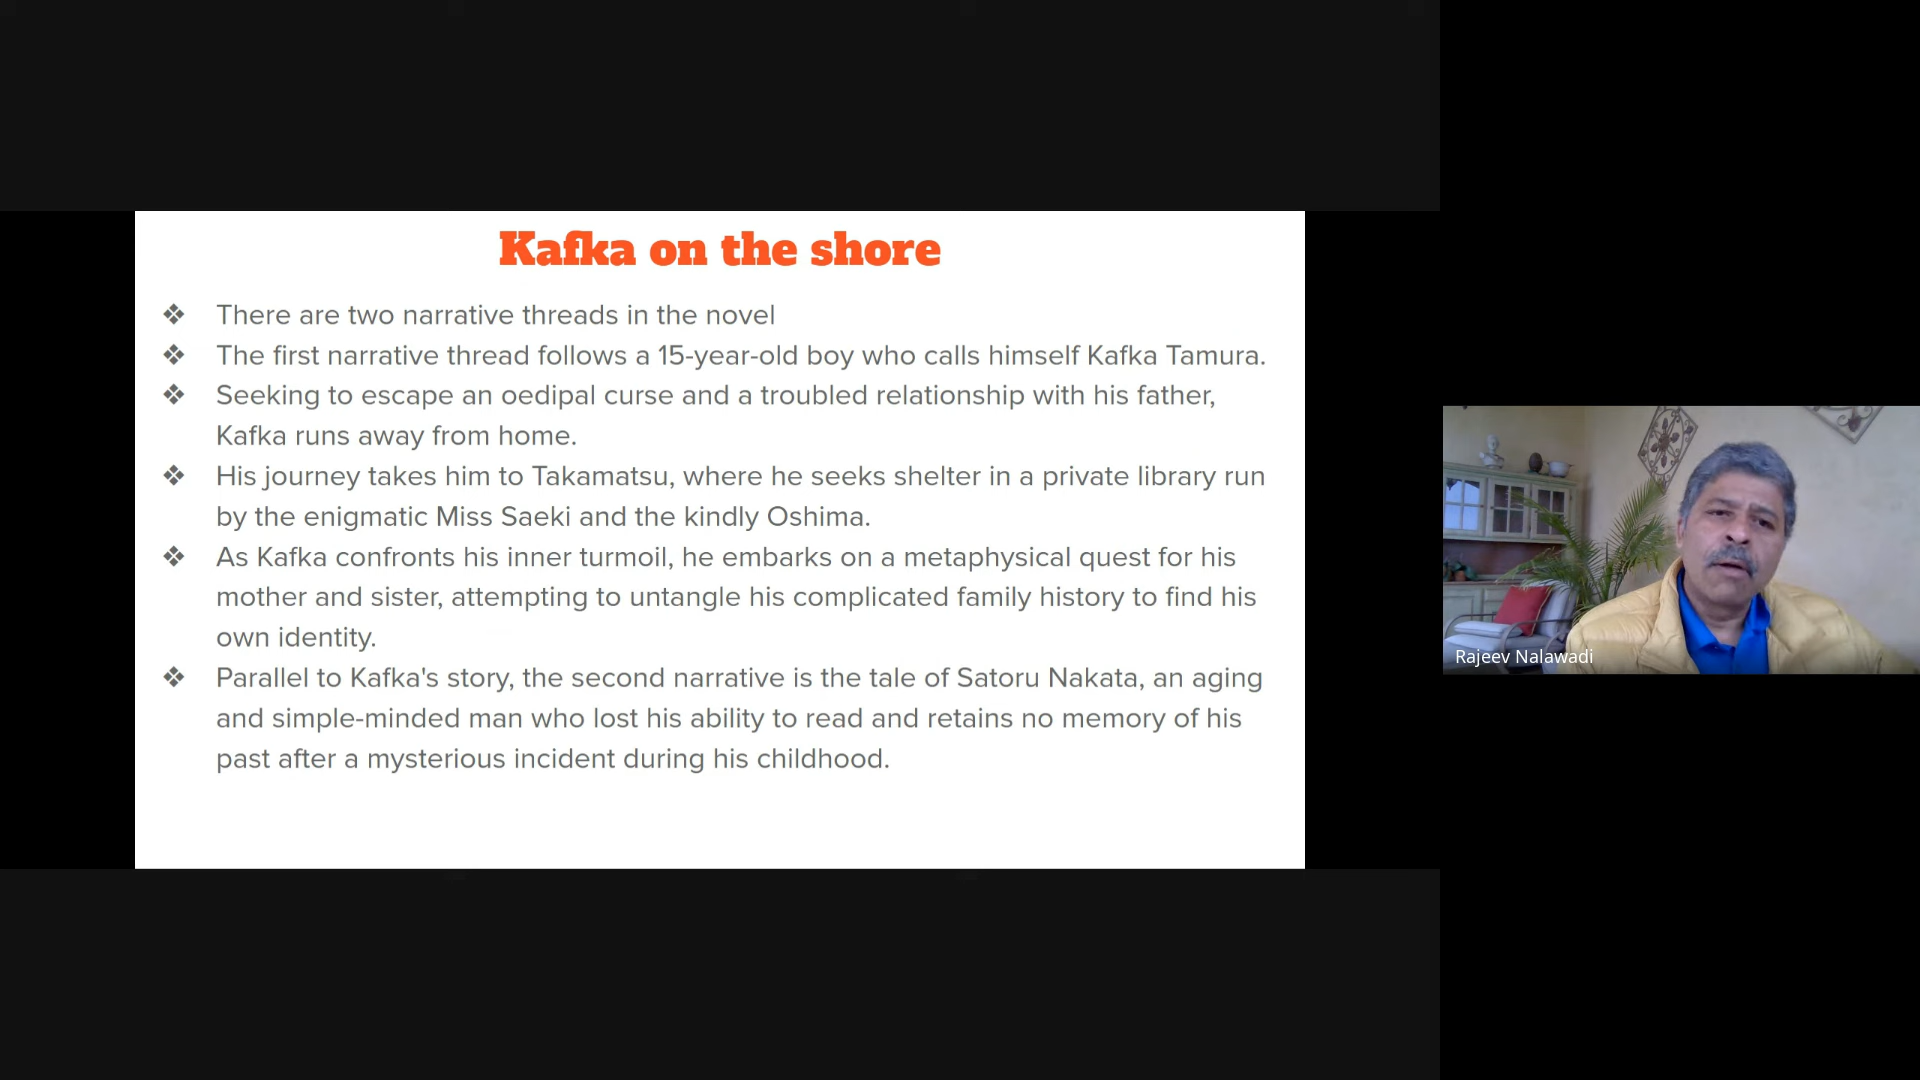 Kafka on the shore
❖ There are two narrative threads in the novel
❖ The first narrative thread follows a 15-year-old boy who calls himself Kafka Tamura.
❖ Seeking to escape an oedipal curse and a troubled relationship with his father,
Kafka runs away from home.
❖ His journey takes him to Takamatsu, where he seeks shelter in a private library run
by the enigmatic Miss Saeki and the kindly Oshima.
❖ As Kafka confronts his inner turmoil, he embarks on a metaphysical quest for his
mother and sister, attempting to untangle his complicated family history to find his
own identity.
❖ Parallel to Kafka's story, the second narrative is the tale of Satoru Nakata, an aging
and simple-minded man who lost his ability to read and retains no memory of his
past after a mysterious incident during his childhood.
Rajeev Nalawadi